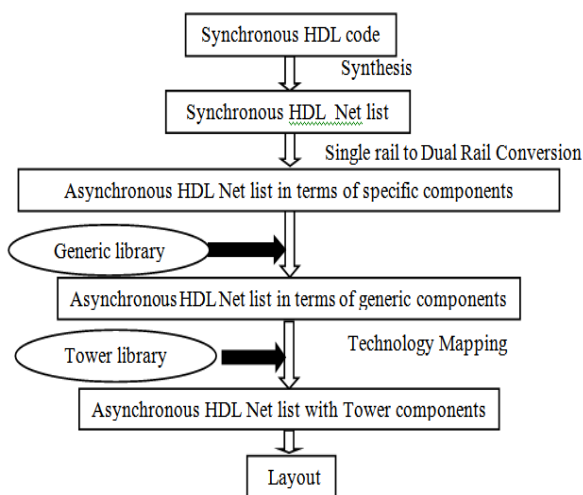 Synchronous HDL code
Synthesis
Synchronous HDL Net list
Single rail to Dual Rail Conversion
Asynchronous HDL Net list in terms of specific components
Generic library
Asynchronous HDL Net list in terms of generic components
Technology Mapping
Tower library
Asynchronous HDL Net list with Tower components
Layout